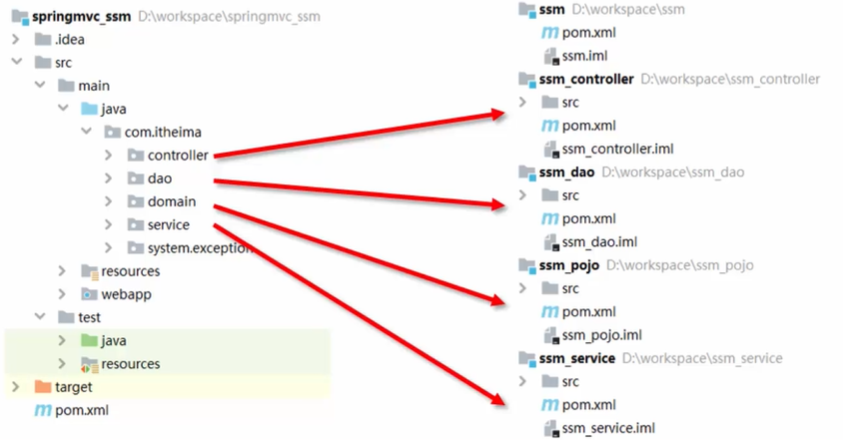 springmvc_ssm D:\workspace\springmvc_ssm
.idea
src
main
java
com.itheima
controller
dao
domain
service
system.exception
resources
webapp
test
java
resources
target
pom.xml
ssm D:\workspace\ssm
pom.xml
ssm.iml
ssm_controller D:\workspace\ssm_controller
src
pom.xml
ssm_controller.iml
ssm_dao D:\workspace\ssm_dao
src
pom.xml
ssm_dao.iml
ssm_pojo D:\workspace\ssm_pojo
src
pom.xml
ssm_pojo.iml
ssm_service D:\workspace\ssm_service
src
pom.xml
ssm_service.iml